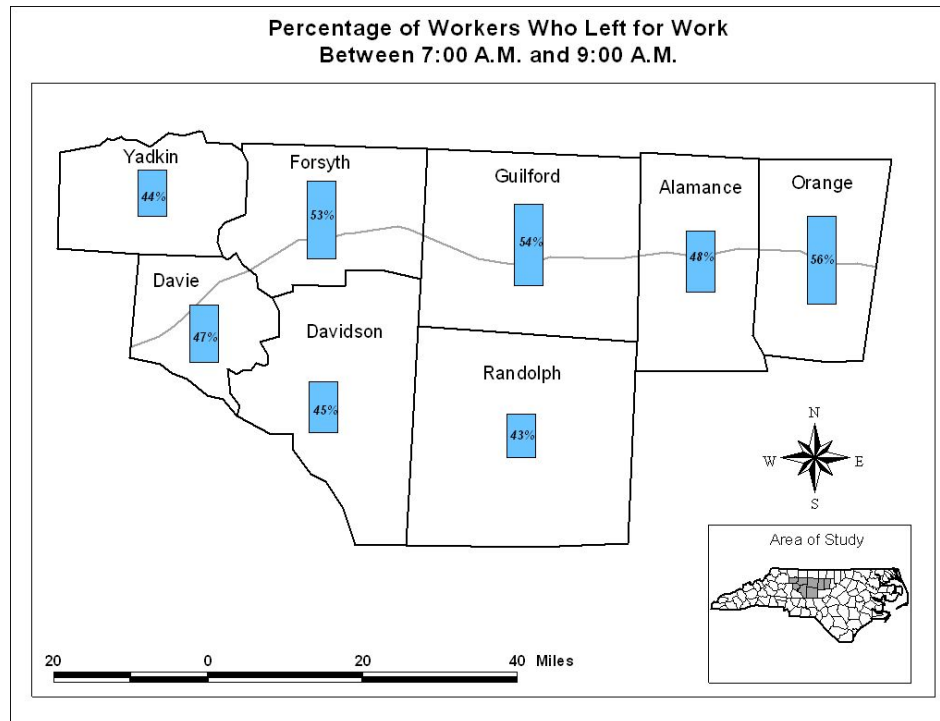 Percentage of Workers Who Left for Work
Between 7:00 A.M. and 9:00 A.M.
Yadkin
44%
Forsyth
53%
Guilford
54%
Alamance
48%
Orange
56%
Davie
47%
Davidson
45%
Randolph
43%
N
W
E
S
Area of Study
20 0 20 40 Miles